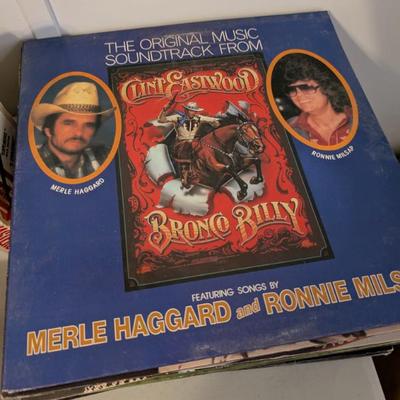 THE ORIGINAL MUSIC
SOUNDTRACK FROM
CLINT EASTWOOD
MERLE HAGGARD
RONNIE MILSAP
BRONCO BILLY
FEATURING SONGS BY
MERLE HAGGARD and RONNIE MILS